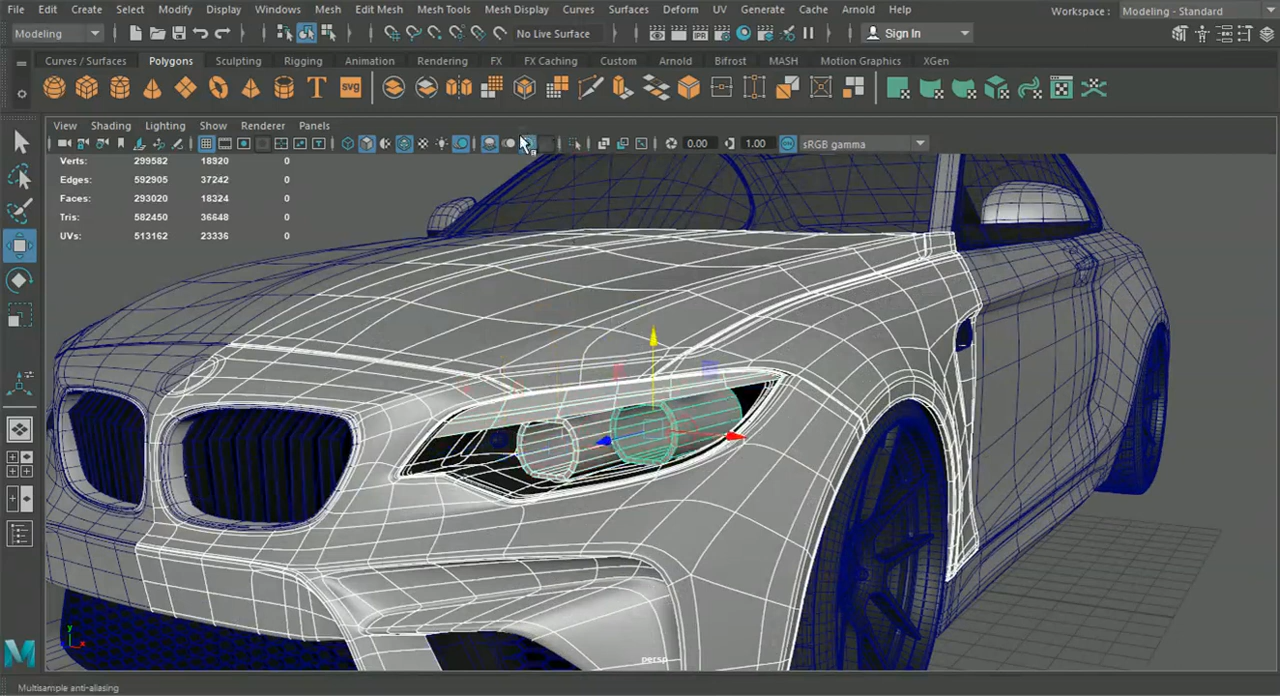 File Edit Create Select Modify Display Windows Mesh Edit Mesh Mesh Tools Mesh Display Curves Surfaces Deform UV Generate Cache Arnold Help Workspace : Modeling - Standard
Modeling No Live Surface IPR Sign In
Curves / Surfaces Polygons Sculpting Rigging Animation Rendering FX FX Caching Custom Arnold Bifrost MASH Motion Graphics XGen
T SVG
View Shading Lighting Show Renderer Panels
0.00 1.00 sRGB gamma
Verts: 299582 18920 0
Edges: 592905 37242 0
Faces: 293020 18324 0
Tris: 582450 36648 0
UVs: 513162 23336 0
y
persp
M
Multisample anti-aliasing